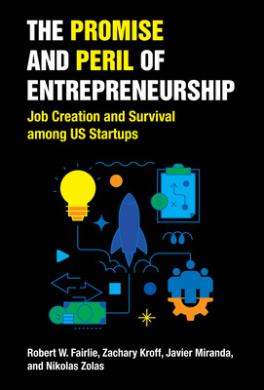 THE PROMISE
AND PERIL OF
ENTREPRENEURSHIP
Job Creation and Survival
among US Startups
$
$
Robert W. Fairlie, Zachary Kroff, Javier Miranda,
and Nikolas Zolas